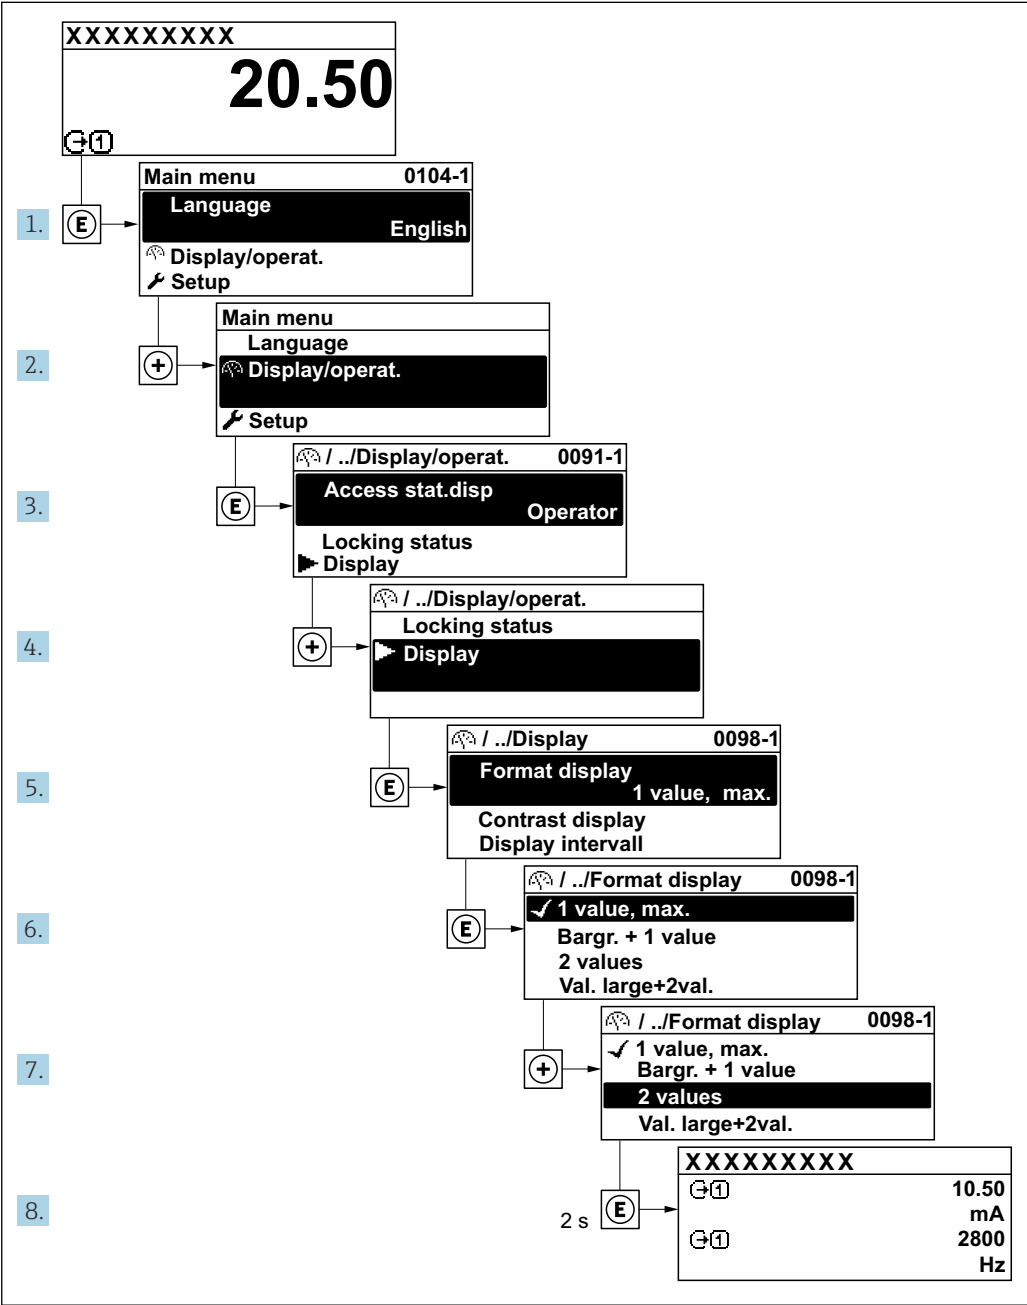 XXXXXXXXX
20.50
1
Main menu 0104-1
Language
1. E English
Display/operat.
Setup
Main menu
Language
2. + Display/operat.
Setup
/ ../Display/operat. 0091-1
Access stat.disp
3. E Operator
Locking status
Display
/ ../Display/operat.
Locking status
4. + Display
/ ../Display 0098-1
Format display
5. E 1 value, max.
Contrast display
Display intervall
/ ../Format display 0098-1
1 value, max.
6. E Bargr. + 1 value
2 values
Val. large+2val.
/ ../Format display 0098-1
1 value, max.
7. + Bargr. + 1 value
2 values
Val. large+2val.
XXXXXXXXX
1 10.50
8. 2 s E mA
1 2800
Hz